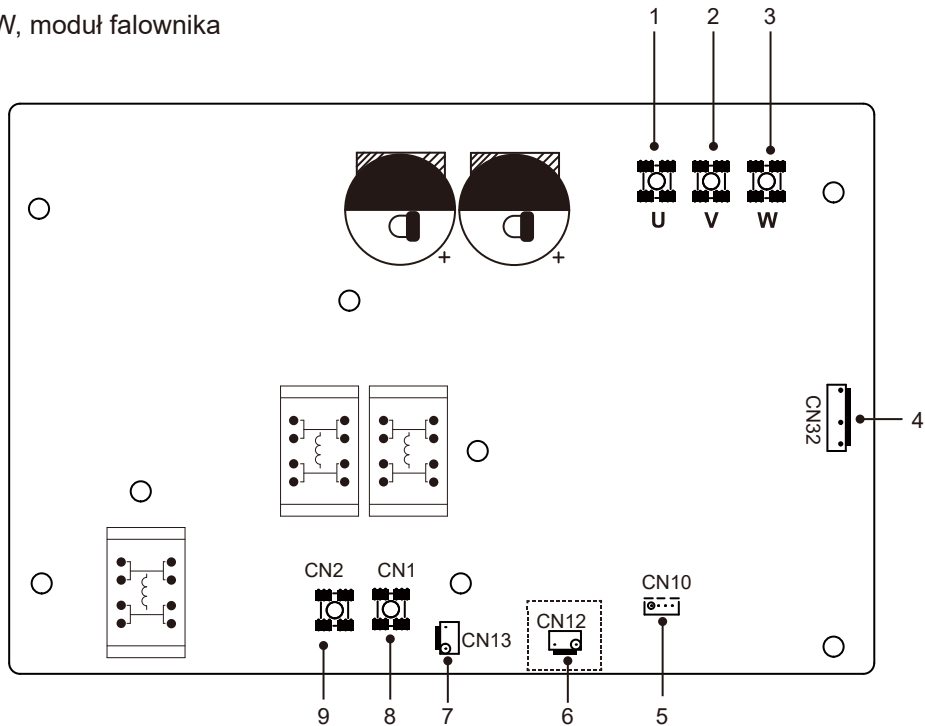 W, moduł falownika
1 2 3
+ +
U V W
CN32
4
CN2 CN1
CN10
CN12
CN13
9 8 7 6 5